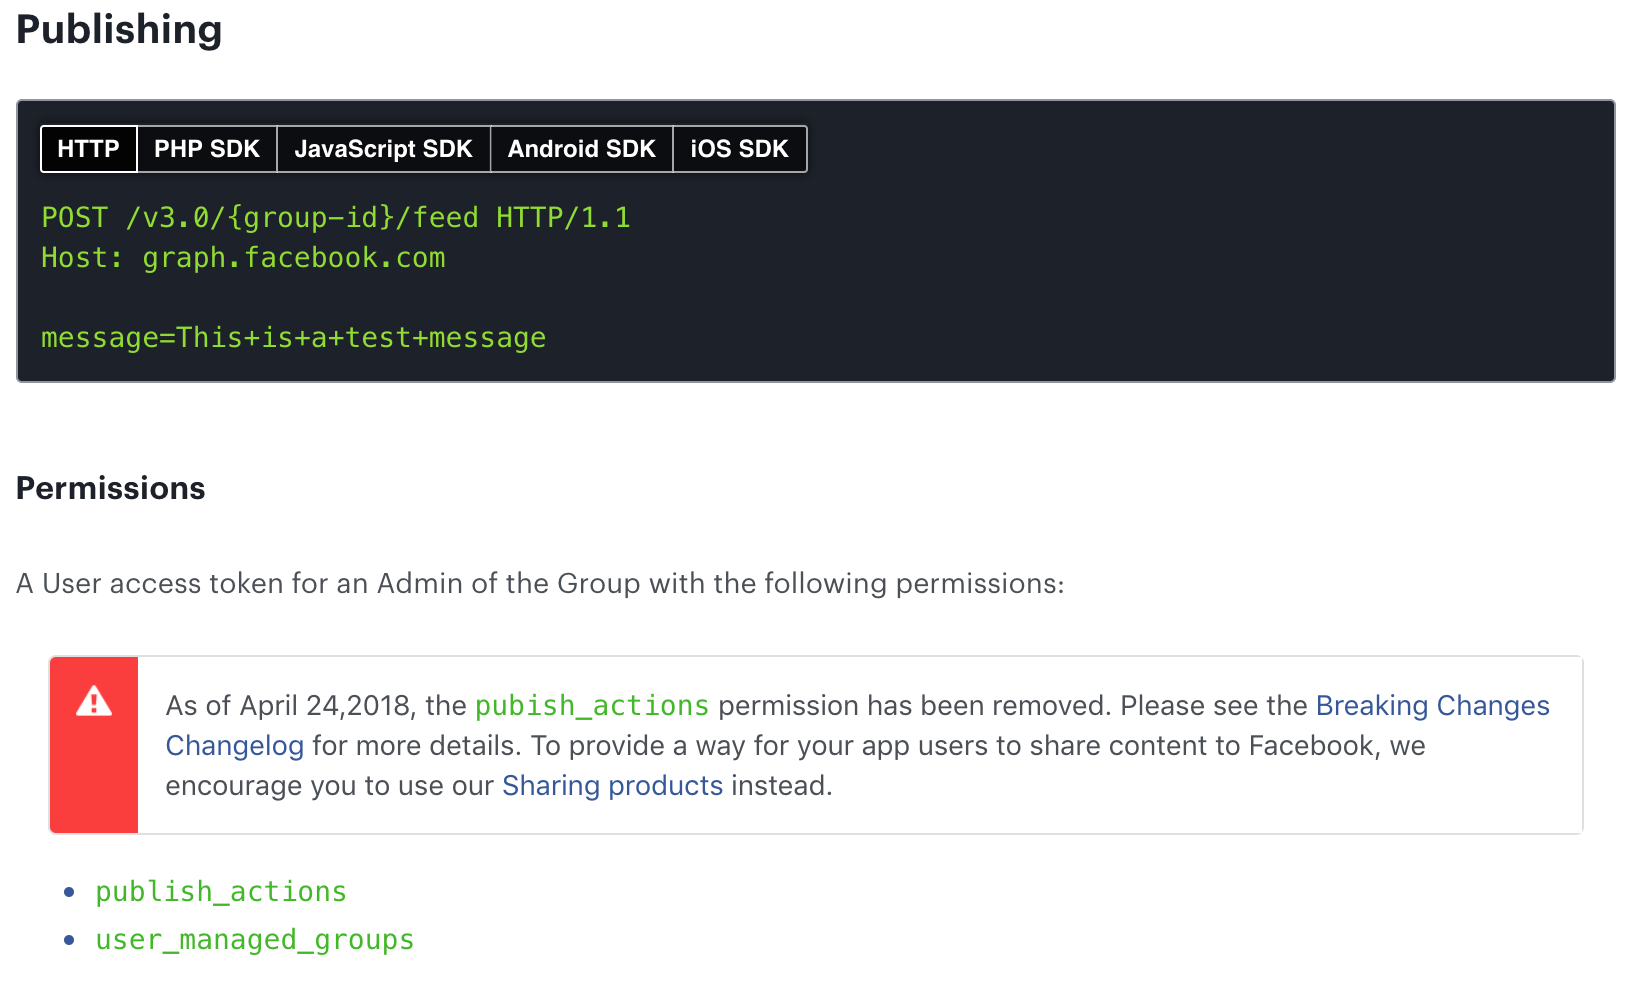 Publishing
HTTP PHP SDK JavaScript SDK Android SDK iOS SDK
POST /v3.0/{group-id}/feed HTTP/1.1
Host: graph.facebook.com
message=This+is+a+test+message
Permissions
A User access token for an Admin of the Group with the following permissions:
As of April 24,2018, the pubish_actions permission has been removed. Please see the Breaking Changes
Changelog for more details. To provide a way for your app users to share content to Facebook, we
encourage you to use our Sharing products instead.
• publish_actions
• user_managed_groups